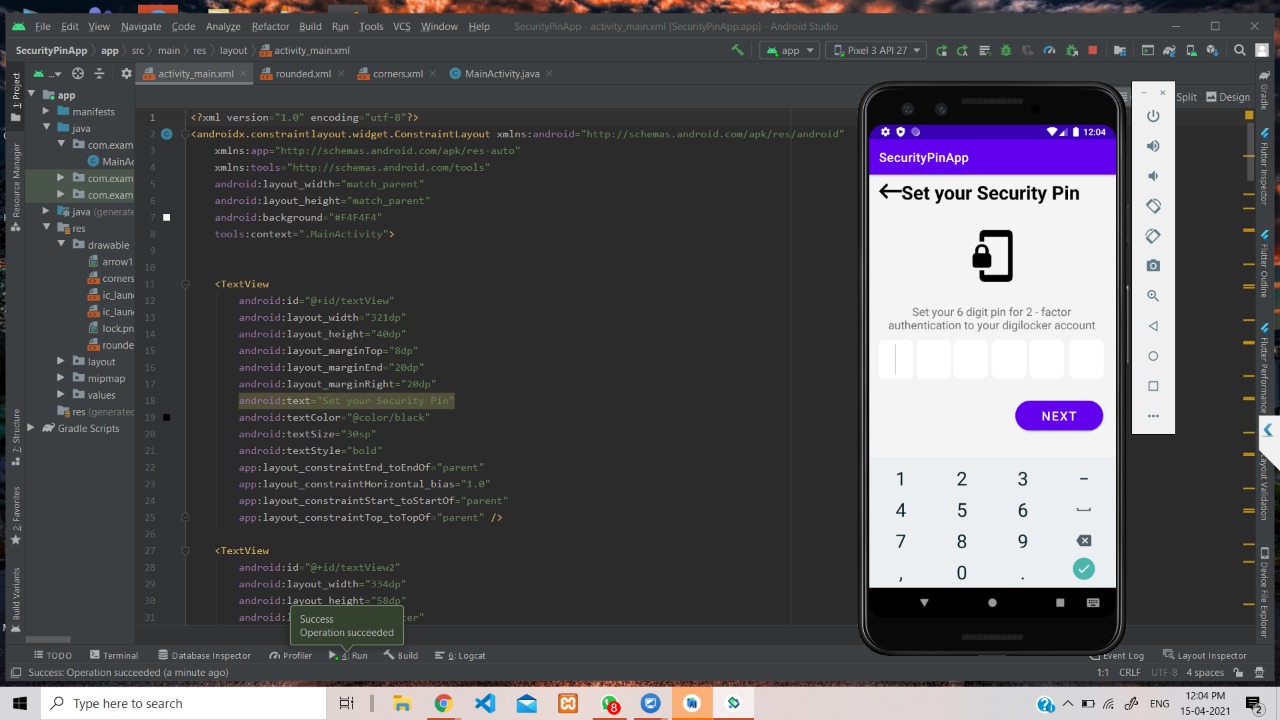 File Edit View Navigate Code Analyze Refactor Build Run Tools VCS Window Help SecurityPinApp - activity_main.xml [SecurityPinApp.app] - Android Studio
SecurityPinApp app src main res layout activity_main.xml
app Pixel 3 API 27
activity_main.xml rounded.xml corners.xml MainActivity.java
Split Design
1: Project
Resource Manager
7: Structure
2: Favorites
Build Variants
app
manifests
java
com.exam
MainAc
com.exam
com.exam
java (generate
res
drawable
arrow1.
corners
ic_laun
ic_laun
lock.pn
rounde
layout
mipmap
values
res (generated
Gradle Scripts
1 <?xml version="1.0" encoding="utf-8"?>
2 <androidx.constraintlayout.widget.ConstraintLayout xmlns:android="http://schemas.android.com/apk/res/android"
3 xmlns:app="http://schemas.android.com/apk/res-auto"
4 xmlns:tools="http://schemas.android.com/tools"
5 android:layout_width="match_parent"
6 android:layout_height="match_parent"
7 android:background="#F4F4F4"
8 tools:context=".MainActivity">
9
10
11 <TextView
12 android:id="@+id/textView"
13 android:layout_width="321dp"
14 android:layout_height="40dp"
15 android:layout_marginTop="8dp"
16 android:layout_marginEnd="20dp"
17 android:layout_marginRight="20dp"
18 android:text="Set your Security Pin"
19 android:textColor="@color/black"
20 android:textSize="30sp"
21 android:textStyle="bold"
22 app:layout_constraintEnd_toEndOf="parent"
23 app:layout_constraintHorizontal_bias="1.0"
24 app:layout_constraintStart_toStartOf="parent"
25 app:layout_constraintTop_toTopOf="parent" />
26
27 <TextView
28 android:id="@+id/textView2"
29 android:layout_width="334dp"
30 android:layout_height="58dp"
31
Success
Operation succeeded
12:04
SecurityPinApp
Set your Security Pin
Set your 6 digit pin for 2 - factor
authentication to your digilocker account
NEXT
1 2 3 -
4 5 6
7 8 9
, 0 .
Gradle
Flutter Inspector
Flutter Outline
Flutter Performance
Layout Validation
Device File Explorer
TODO Terminal Database Inspector Profiler 4: Run Build 6: Logcat Event Log Layout Inspector
Success: Operation succeeded (a minute ago) 1:1 CRLF UTF-8 4 spaces
Type here to search
8
ENG
12:04 PM
15-04-2021
2